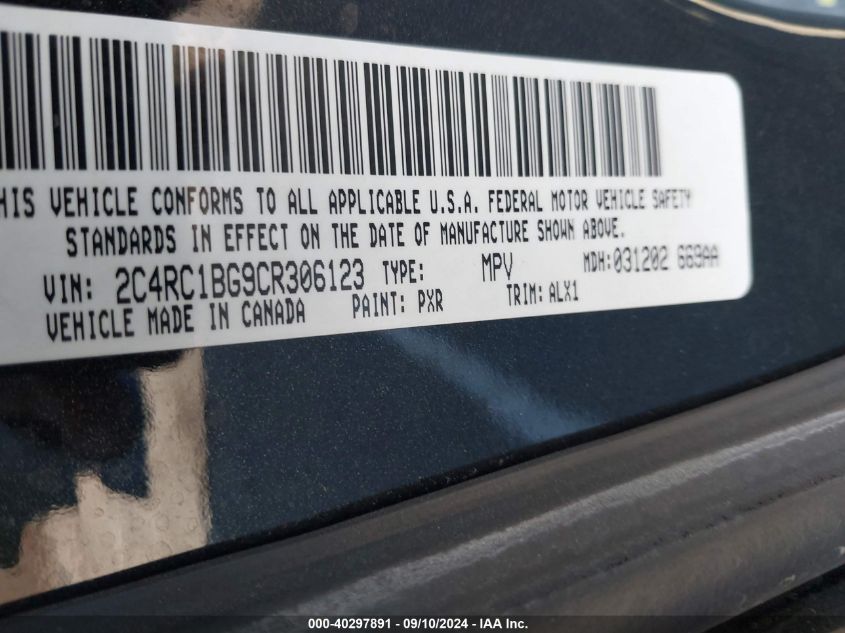 HIS VEHICLE CONFORMS TO ALL APPLICABLE U.S.A. FEDERAL MOTOR VEHICLE SAFETY
STANDARDS IN EFFECT ON THE DATE OF MANUFACTURE SHOWN ABOVE.
VIN: 2C4RC1BG9CR306123 TYPE: MPV MDH: 031202 669AA
VEHICLE MADE IN CANADA PAINT: PXR TRIM: ALX1
000-40297891 - 09/10/2024 - IAA Inc.